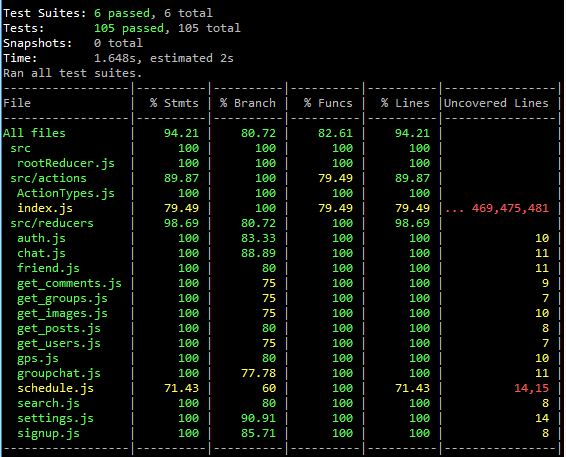 Test Suites: 6 passed, 6 total
Tests:       105 passed, 105 total
Snapshots:   0 total
Time:        1.648s, estimated 2s
Ran all test suites.
------------------|----------|----------|----------|----------|----------------|
File              |  % Stmts | % Branch |  % Funcs |  % Lines |Uncovered Lines |
------------------|----------|----------|----------|----------|----------------|
All files         |    94.21 |    80.72 |    82.61 |    94.21 |                |
 src              |      100 |      100 |      100 |      100 |                |
  rootReducer.js  |      100 |      100 |      100 |      100 |                |
 src/actions      |    89.87 |      100 |    79.49 |    89.87 |                |
  ActionTypes.js  |      100 |      100 |      100 |      100 |                |
  index.js        |    79.49 |      100 |    79.49 |    79.49 |... 469,475,481 |
 src/reducers     |    98.69 |    80.72 |      100 |    98.69 |                |
  auth.js         |      100 |    83.33 |      100 |      100 |             10 |
  chat.js         |      100 |    88.89 |      100 |      100 |             11 |
  friend.js       |      100 |       80 |      100 |      100 |             11 |
  get_comments.js |      100 |       75 |      100 |      100 |              9 |
  get_groups.js   |      100 |       75 |      100 |      100 |              7 |
  get_images.js   |      100 |       75 |      100 |      100 |             10 |
  get_posts.js    |      100 |       80 |      100 |      100 |              8 |
  get_users.js    |      100 |       75 |      100 |      100 |              7 |
  gps.js          |      100 |       80 |      100 |      100 |             10 |
  groupchat.js    |      100 |    77.78 |      100 |      100 |             11 |
  schedule.js     |    71.43 |       60 |      100 |    71.43 |          14,15 |
  search.js       |      100 |       80 |      100 |      100 |              8 |
  settings.js     |      100 |    90.91 |      100 |      100 |             14 |
  signup.js       |      100 |    85.71 |      100 |      100 |              8 |
------------------|----------|----------|----------|----------|----------------|